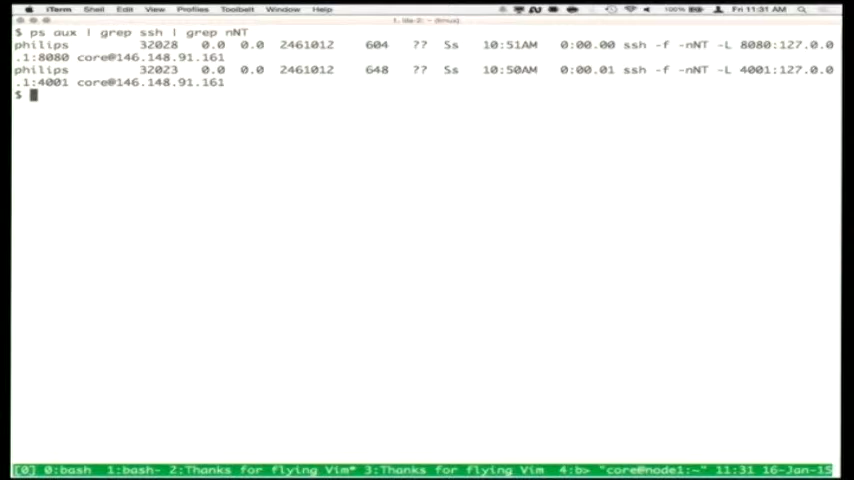 iTerm Shell Edit View Profiles Toolbelt Window Help 100% Fri 11:31 AM
$ ps aux | grep ssh | grep nNT
philips 32028 0.0 0.0 2461012 604 ?? Ss 10:51AM 0:00.00 ssh -f -nNT -L 8080:127.0.0
.1:8080 core@146.148.91.161
philips 32023 0.0 0.0 2461012 648 ?? Ss 10:50AM 0:00.01 ssh -f -nNT -L 4001:127.0.0
.1:4001 core@146.148.91.161
$
[0] 0:bash 1:bash- 2:Thanks for flying Vim* 3:Thanks for flying Vim 4:b> "core@node1:~" 11:31 16-Jan-15